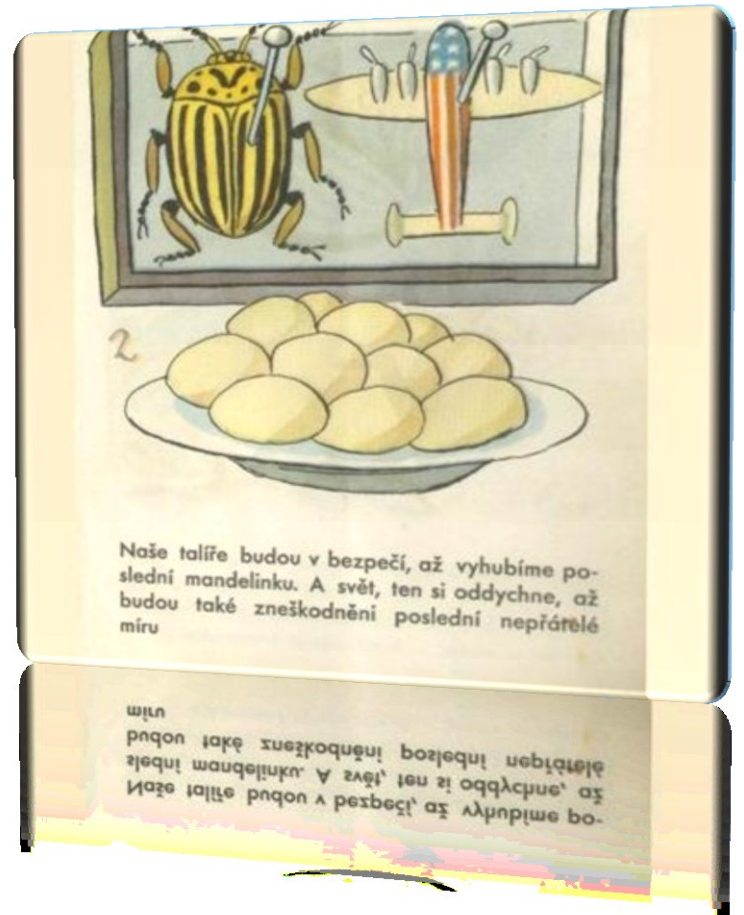 2
Naše talíře budou v bezpečí, až vyhubíme po-
slední mandelinku. A svět, ten si oddychne, až
budou také zneškodněni poslední nepřátelé
míru